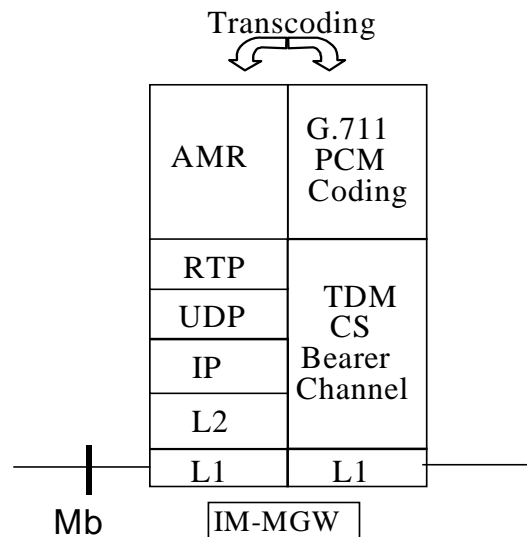 Transcoding
AMR
G.711
PCM
Coding
RTP
UDP
IP
L2
TDM
CS
Bearer
Channel
L1
L1
Mb
IM-MGW